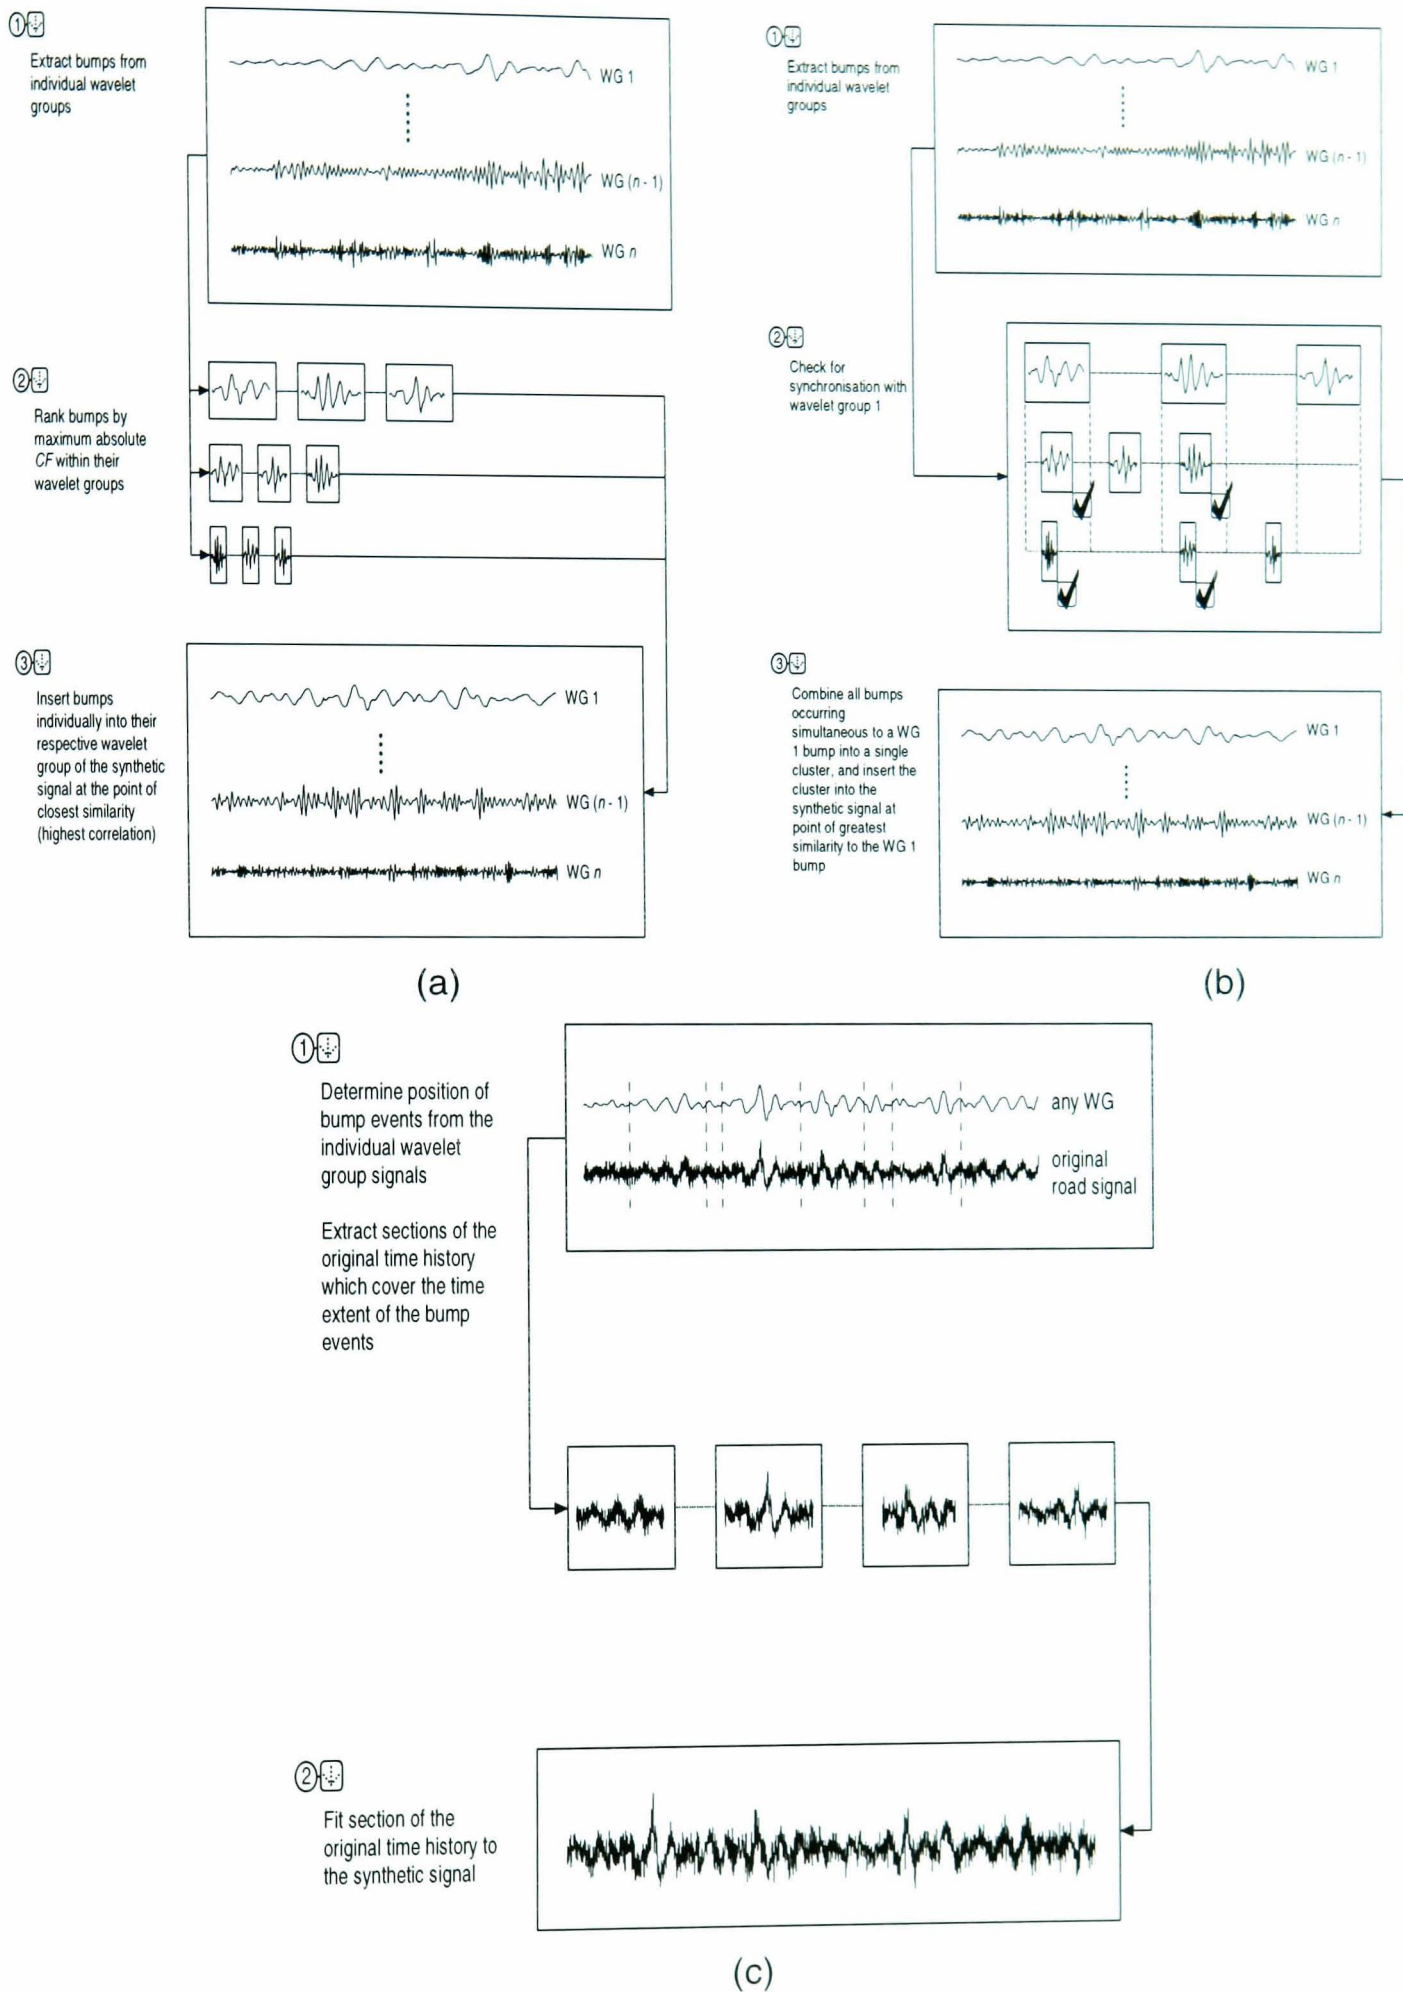 1
Extract bumps from
individual wavelet
groups
WG 1
WG (n - 1)
WG n
2
Rank bumps by
maximum absolute
CF within their
wavelet groups
3
Insert bumps
individually into their
respective wavelet
group of the synthetic
signal at the point of
closest similarity
(highest correlation)
WG 1
WG (n - 1)
WG n
(a)
1
Extract bumps from
individual wavelet
groups
WG 1
WG (n - 1)
WG n
2
Check for
synchronisation with
wavelet group 1
3
Combine all bumps
occurring
simultaneous to a WG
1 bump into a single
cluster, and insert the
cluster into the
synthetic signal at
point of greatest
similarity to the WG 1
bump
WG 1
WG (n - 1)
WG n
(b)
1
Determine position of
bump events from the
individual wavelet
group signals
Extract sections of the
original time history
which cover the time
extent of the bump
events
any WG
original
road signal
2
Fit section of the
original time history to
the synthetic signal
(c)